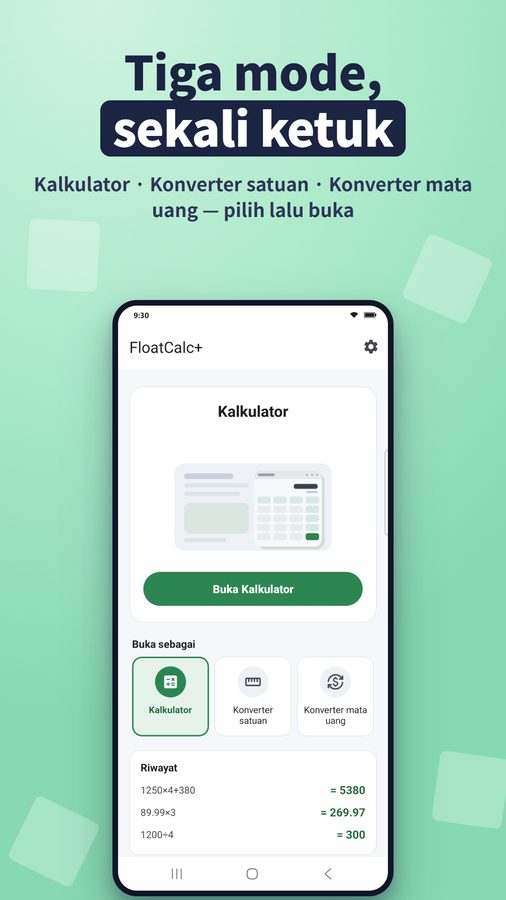 Tiga mode,
sekali ketuk
Kalkulator · Konverter satuan · Konverter mata
uang — pilih lalu buka
9:30
FloatCalc+
Kalkulator
Buka Kalkulator
Buka sebagai
Kalkulator
Konverter
satuan
Konverter mata
uang
Riwayat
1250×4+380 = 5380
89.99×3 = 269.97
1200÷4 = 300